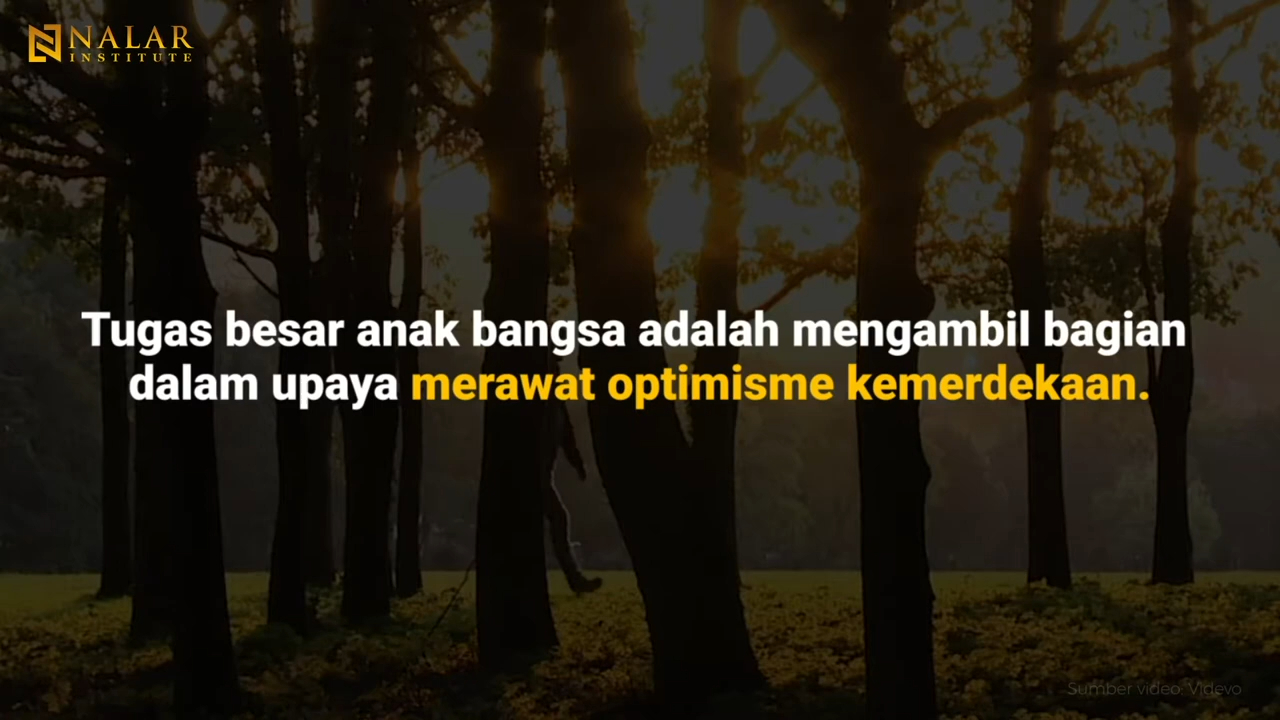 NALAR
INSTITUTE
Tugas besar anak bangsa adalah mengambil bagian
dalam upaya merawat optimisme kemerdekaan.
Sumber video: Videvo